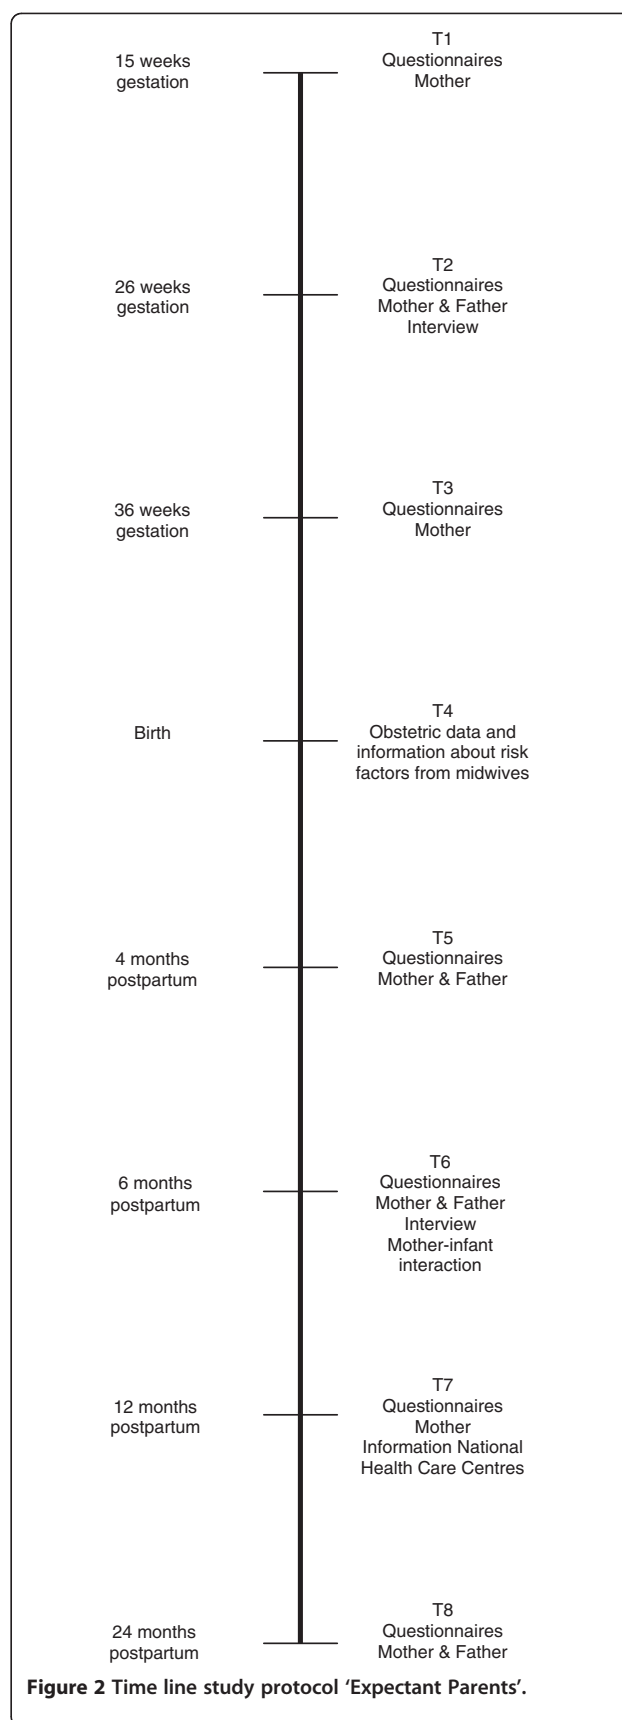 15 weeks
gestation
T1
Questionnaires
Mother
26 weeks
gestation
T2
Questionnaires
Mother & Father
Interview
36 weeks
gestation
T3
Questionnaires
Mother
Birth
T4
Obstetric data and
information about risk
factors from midwives
4 months
postpartum
T5
Questionnaires
Mother & Father
6 months
postpartum
T6
Questionnaires
Mother & Father
Interview
Mother-infant
interaction
12 months
postpartum
T7
Questionnaires
Mother
Information National
Health Care Centres
24 months
postpartum
T8
Questionnaires
Mother & Father
Figure 2 Time line study protocol ‘Expectant Parents’.